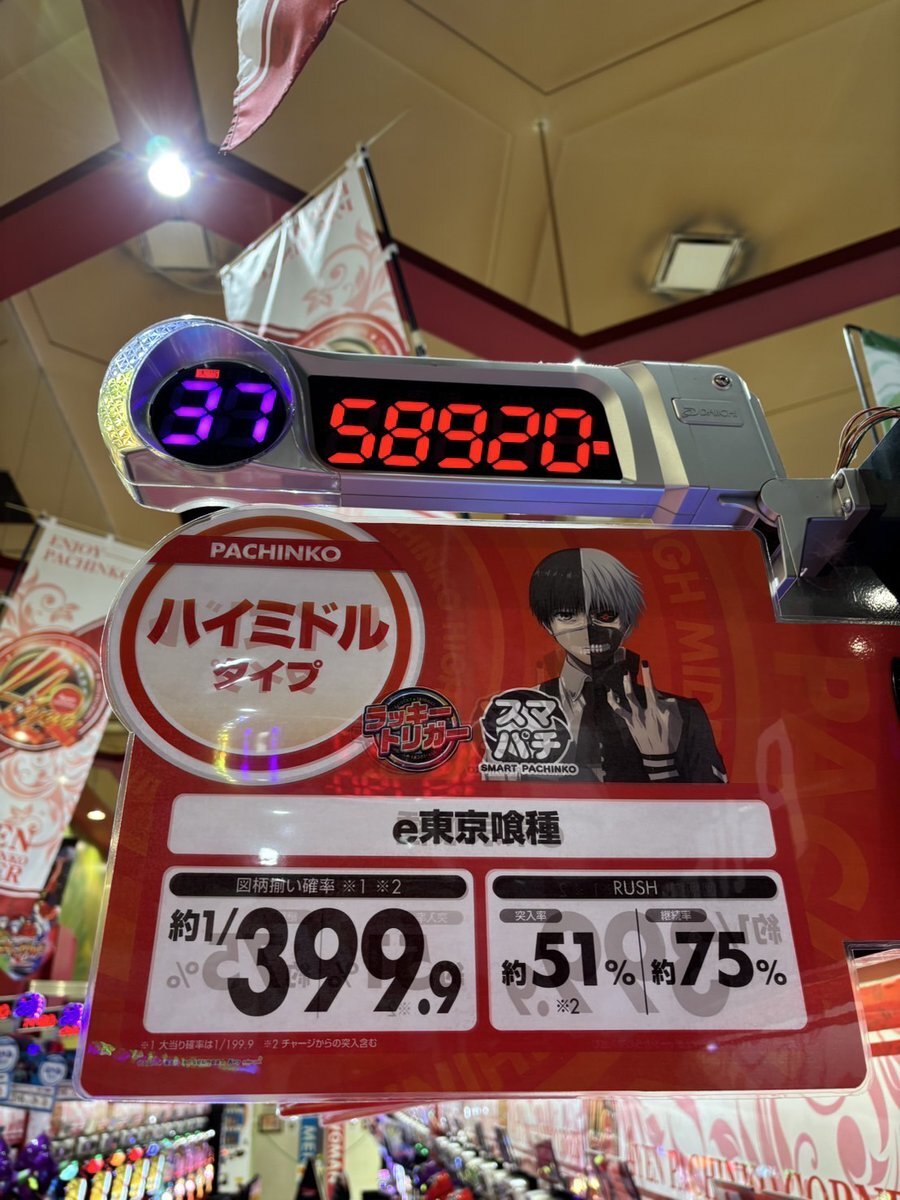 37
58920
DAIICHI
PACHINKO
ハイミドル
タイプ
ラッキー
トリガー
スマ
パチ
SMART PACHINKO
e東京喰種
図柄揃い確率 ※1 ※2
約1/399.9
RUSH
突入率
約51%
※2
継続率
約75%
※1 大当り確率は1/199.9 ※2 チャージからの突入含む
ENJOY
PACHINKO